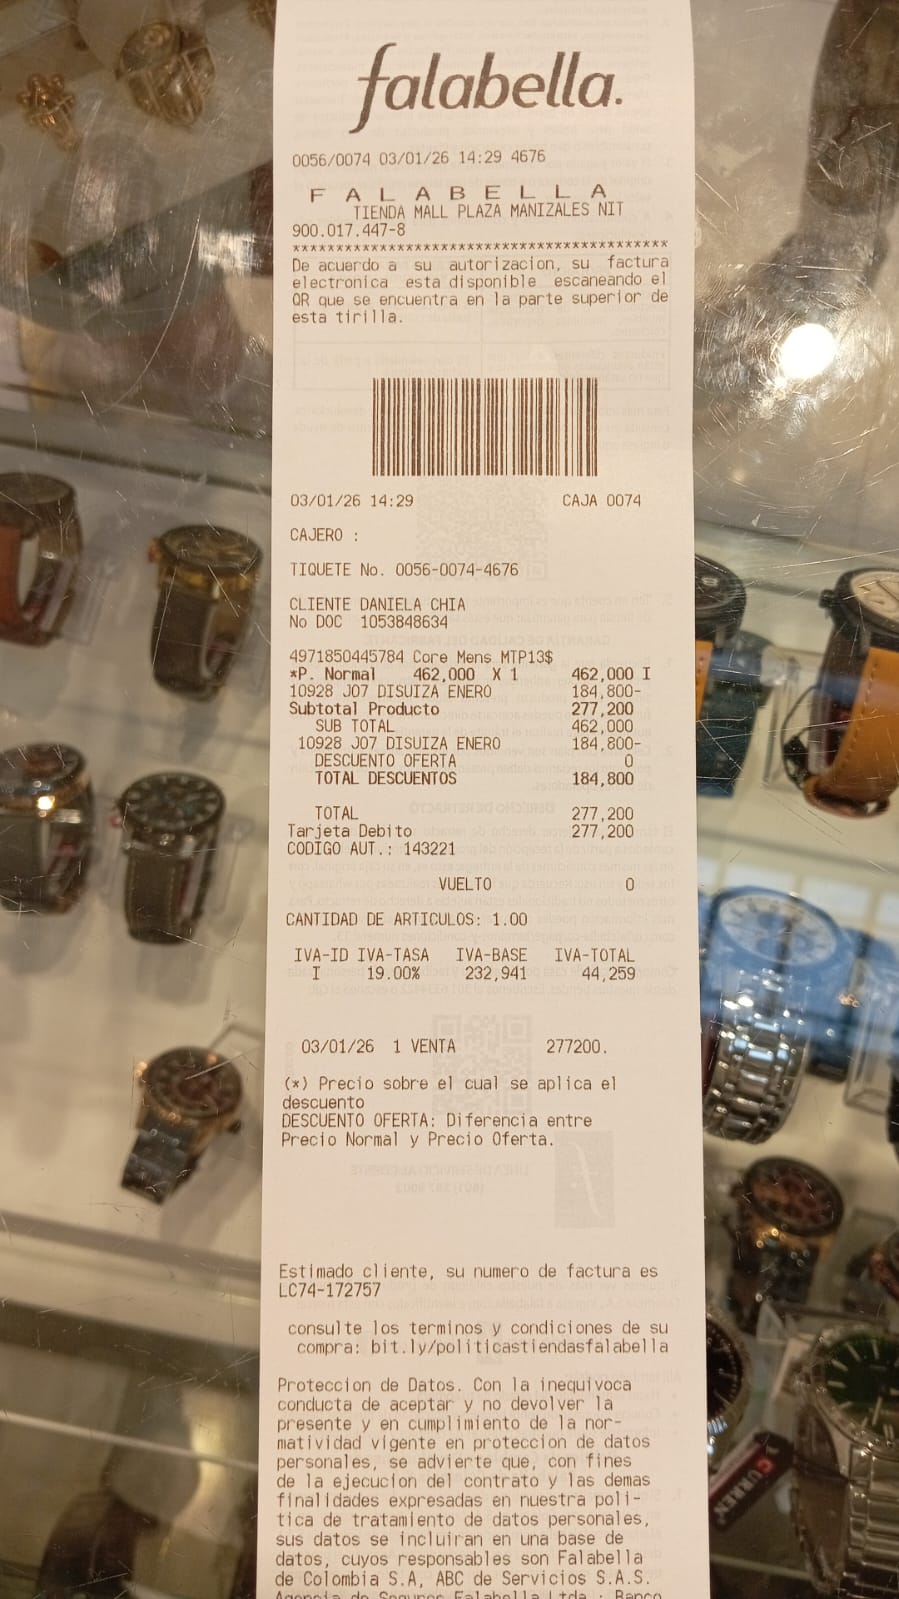 falabella.
0056/0074 03/01/26 14:29 4676
F A L A B E L L A
TIENDA MALL PLAZA MANIZALES NIT
900.017.447-8
******************************************
De acuerdo a su autorizacion, su factura
electronica esta disponible escaneando el
QR que se encuentra en la parte superior de
esta tirilla.
03/01/26 14:29 CAJA 0074
CAJERO :
TIQUETE No. 0056-0074-4676
CLIENTE DANIELA CHIA
No DOC 1053848634
4971850445784 Core Mens MTP13$
*P. Normal 462,000 X 1 462,000 I
10928 J07 DISUIZA ENERO 184,800-
Subtotal Producto 277,200
SUB TOTAL 462,000
10928 J07 DISUIZA ENERO 184,800-
DESCUENTO OFERTA 0
TOTAL DESCUENTOS 184,800
TOTAL 277,200
Tarjeta Debito 277,200
CODIGO AUT.: 143221
VUELTO 0
CANTIDAD DE ARTICULOS: 1.00
IVA-ID IVA-TASA IVA-BASE IVA-TOTAL
I 19.00% 232,941 44,259
03/01/26 1 VENTA 277200.
(*) Precio sobre el cual se aplica el
descuento
DESCUENTO OFERTA: Diferencia entre
Precio Normal y Precio Oferta.
Estimado cliente, su numero de factura es
LC74-172757
consulte los terminos y condiciones de su
compra: bit.ly/politicastiendasfalabella
Proteccion de Datos. Con la inequivoca
conducta de aceptar y no devolver la
presente y en cumplimiento de la nor-
matividad vigente en proteccion de datos
personales, se advierte que, con fines
de la ejecucion del contrato y las demas
finalidades expresadas en nuestra poli-
tica de tratamiento de datos personales,
sus datos se incluiran en una base de
datos, cuyos responsables son Falabella
de Colombia S.A, ABC de Servicios S.A.S.
Agencia de Seguros Falabella Ltda.; Banco
CURREN